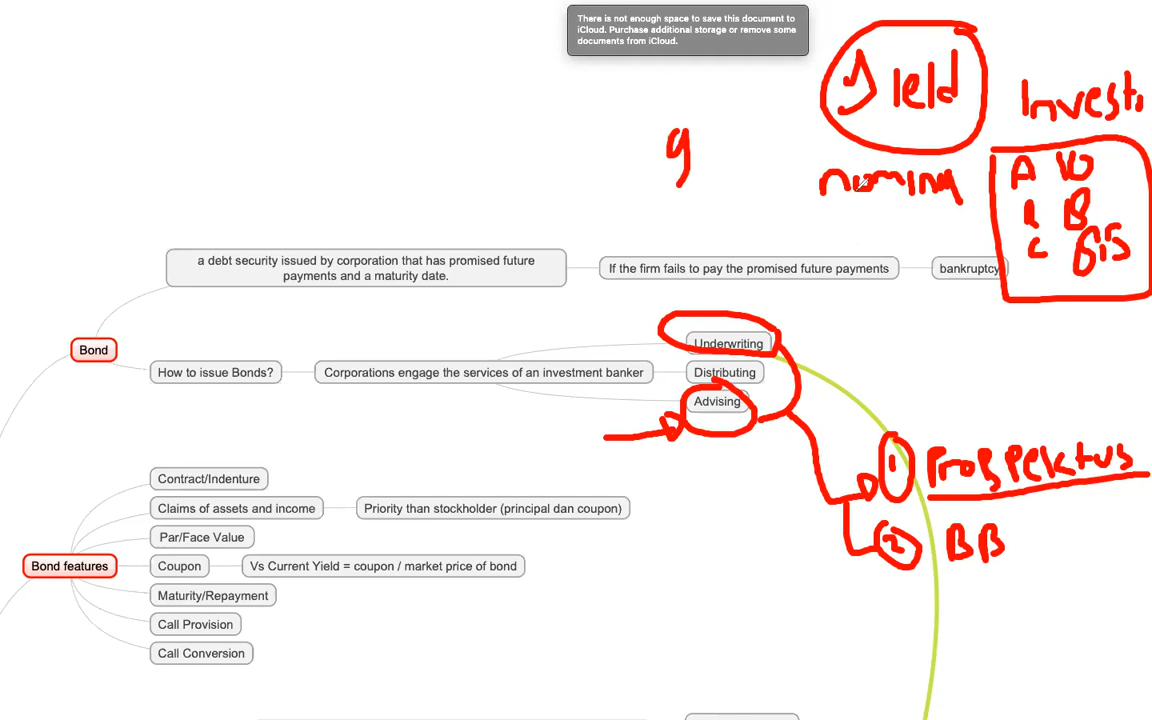 There is not enough space to save this document to
iCloud. Purchase additional storage or remove some
documents from iCloud.
Yield
Invest
9
A 10
C
a debt security issued by corporation that has promised future
payments and a maturity date.
If the firm fails to pay the promised future payments
bankruptcy
Bond
How to issue Bonds?
Corporations engage the services of an investment banker
Underwriting
Distributing
Advising
1 Prospektus
2 BB
Contract/Indenture
Claims of assets and income
Priority than stockholder (principal dan coupon)
Par/Face Value
Bond features
Coupon
Vs Current Yield = coupon / market price of bond
Maturity/Repayment
Call Provision
Call Conversion